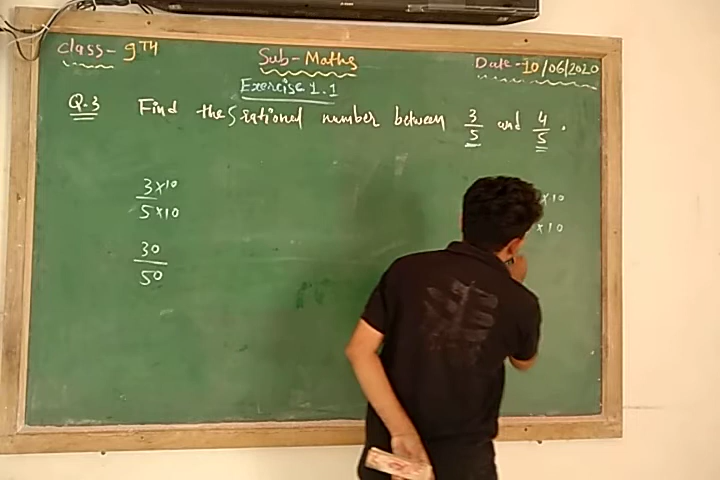 Class- 9TH Sub-Maths Date-10/06/2020
Exercise 1.1
Q.3 Find the 5 rational number between 3/5 and 4/5 .
3×10 ×10
5×10 ×10
30
50